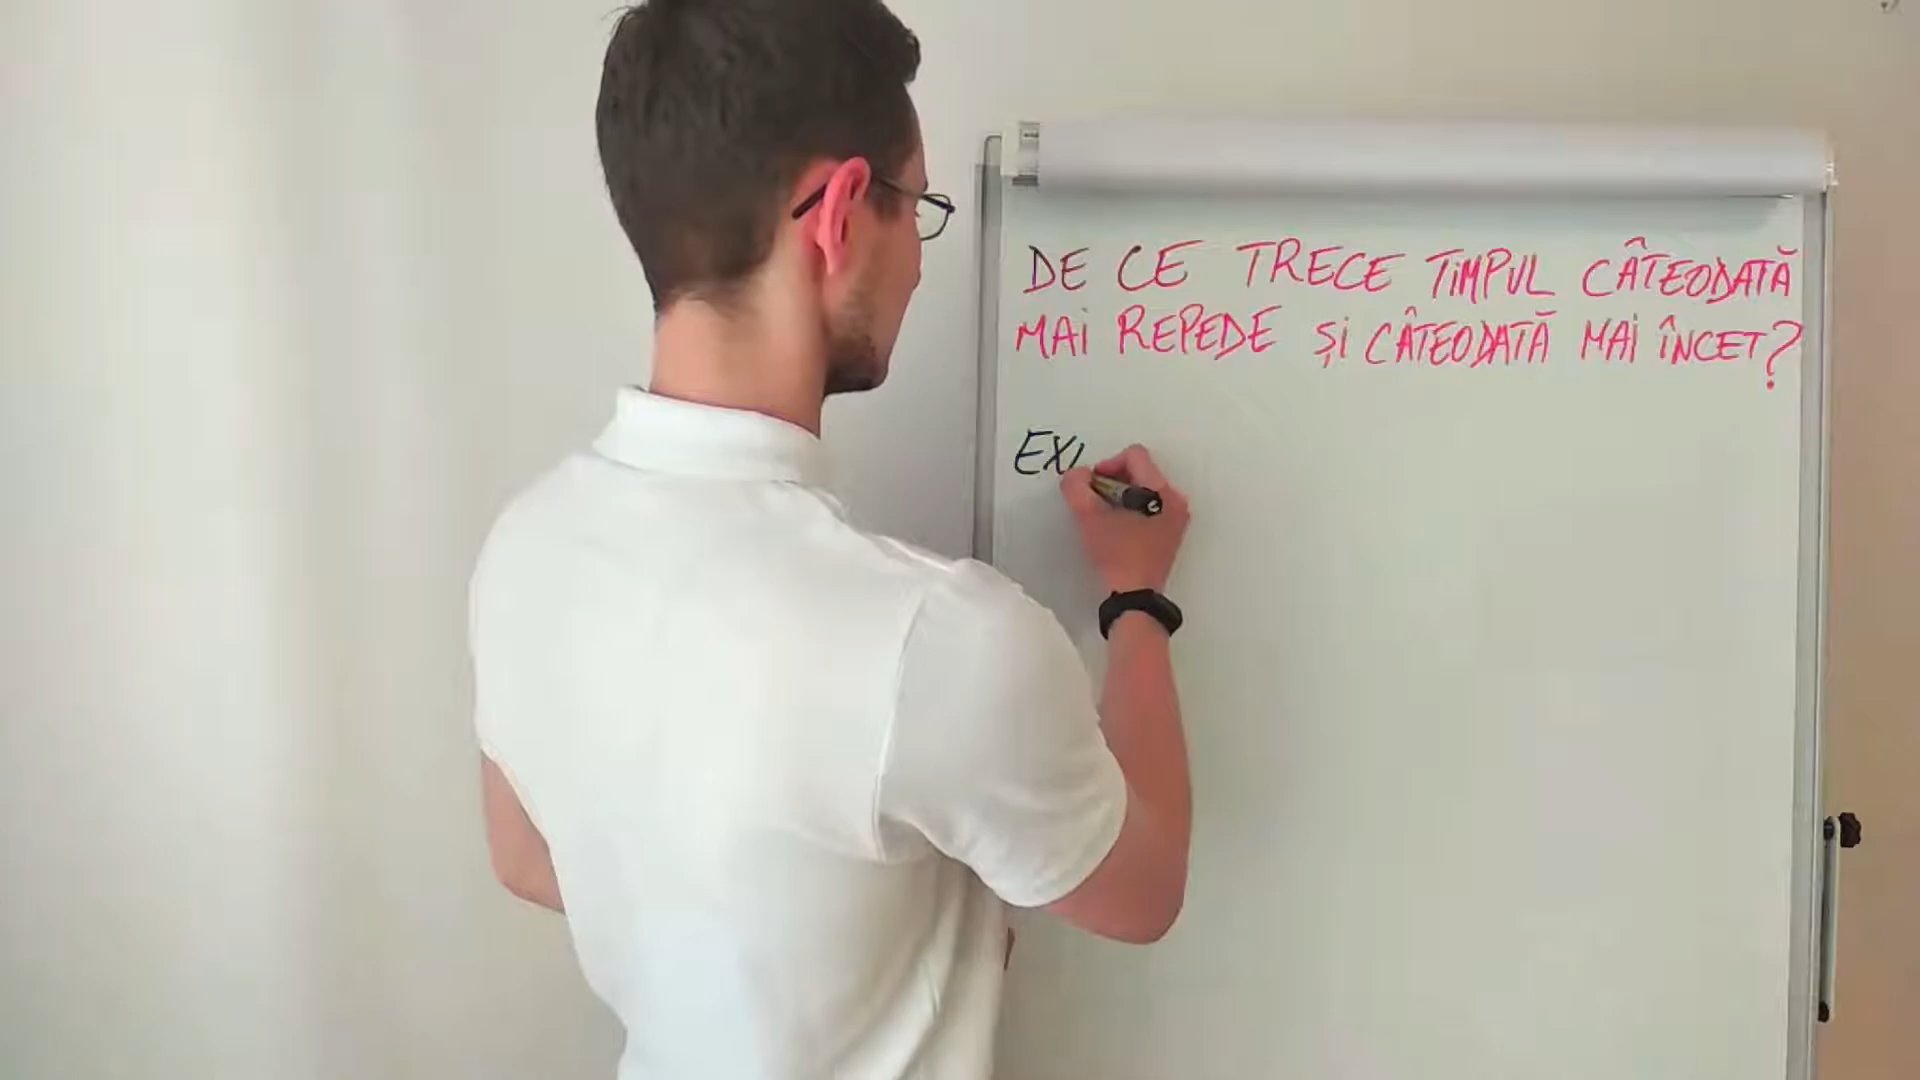 DE CE TRECE TIMPUL CÂTEODATĂ
MAI REPEDE ȘI CÂTEODATĂ MAI ÎNCET?